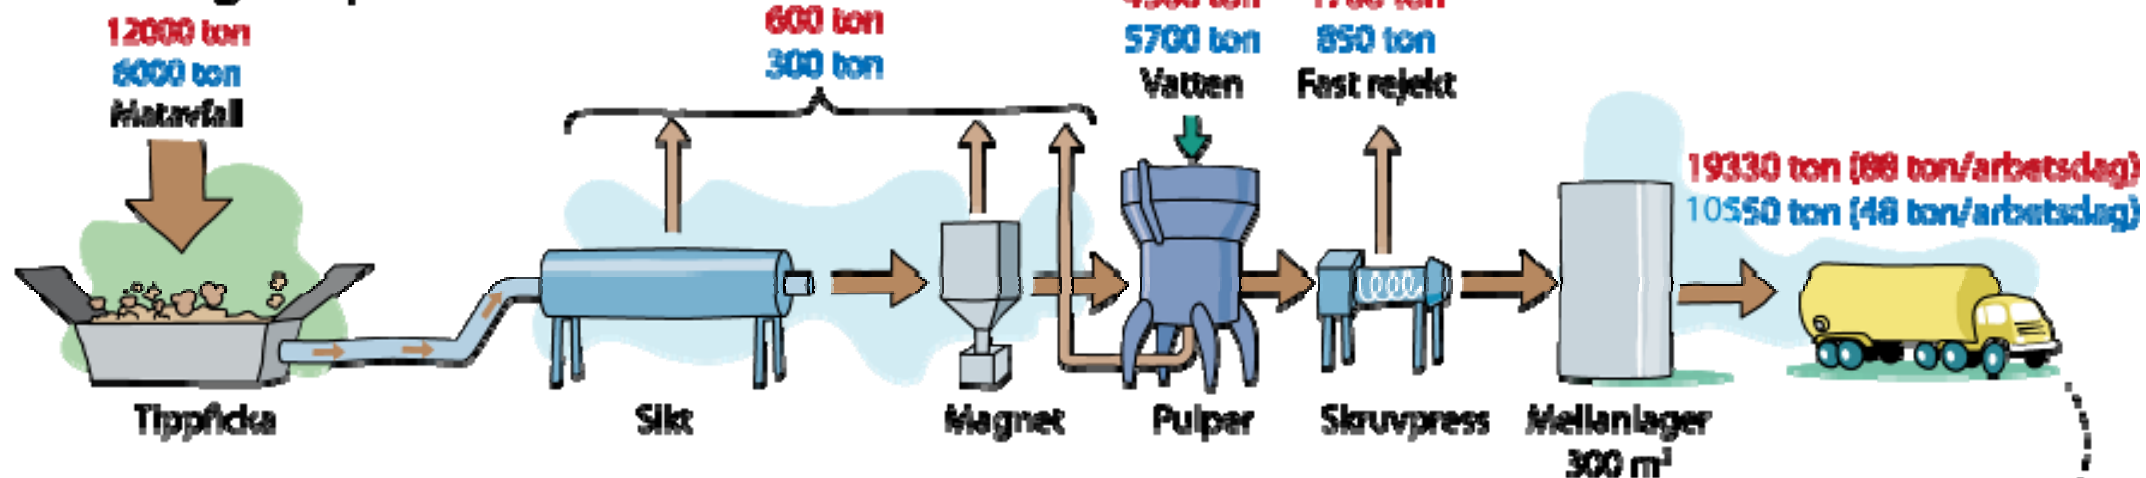 12000 ton
6000 ton
Matavfall
600 ton
300 ton
5700 ton
Vatten
850 ton
Fast rejekt
19330 ton (88 ton/arbetsdag)
10550 ton (48 ton/arbetsdag)
Tippficka
Sikt
Magnet
Pulper
Skruvpress
Mellanlager
300 m³